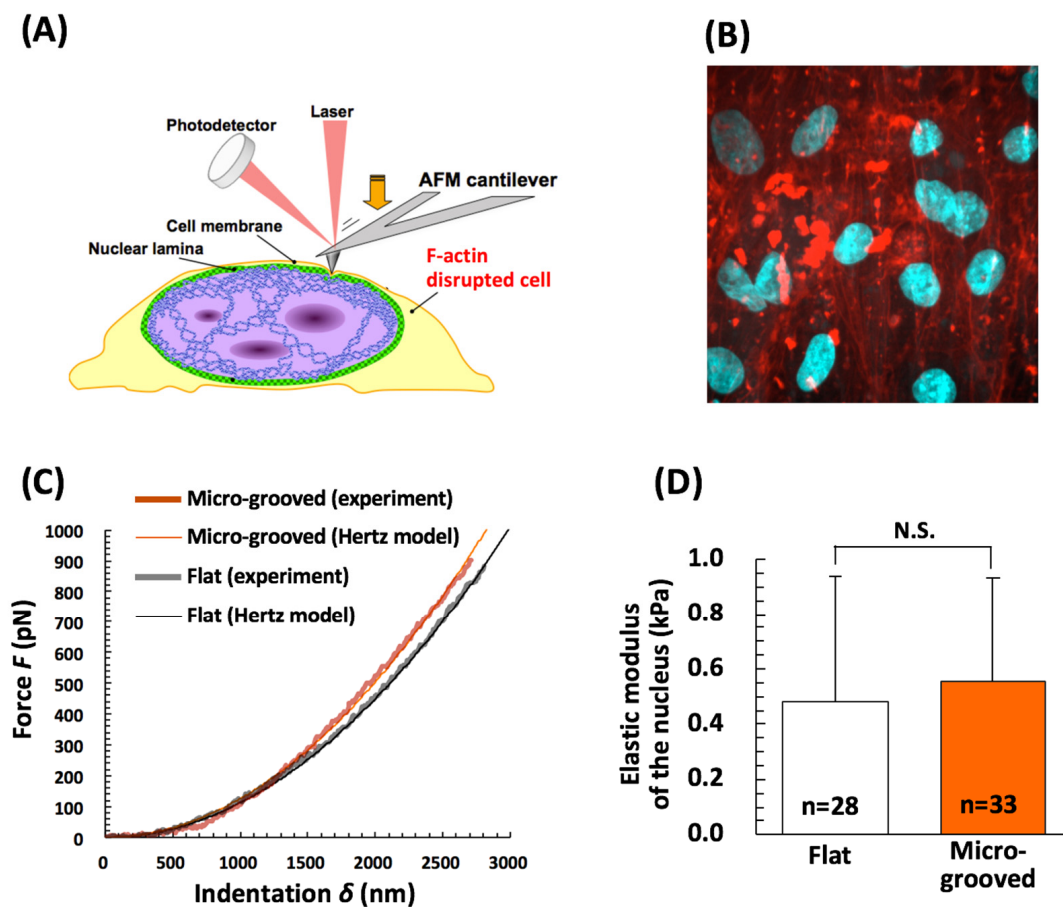 (A)
Laser
Photodetector
AFM cantilever
Cell membrane
Nuclear lamina
F-actin
disrupted cell
(B)
(C)
Micro-grooved (experiment)
Micro-grooved (Hertz model)
Flat (experiment)
Flat (Hertz model)
1000
900
800
700
600
500
400
300
200
100
0
Force F (pN)
0 500 1000 1500 2000 2500 3000
Indentation δ (nm)
(D)
N.S.
1.0
0.8
0.6
0.4
0.2
0.0
Elastic modulus
of the nucleus (kPa)
n=28
n=33
Flat
Micro-
grooved